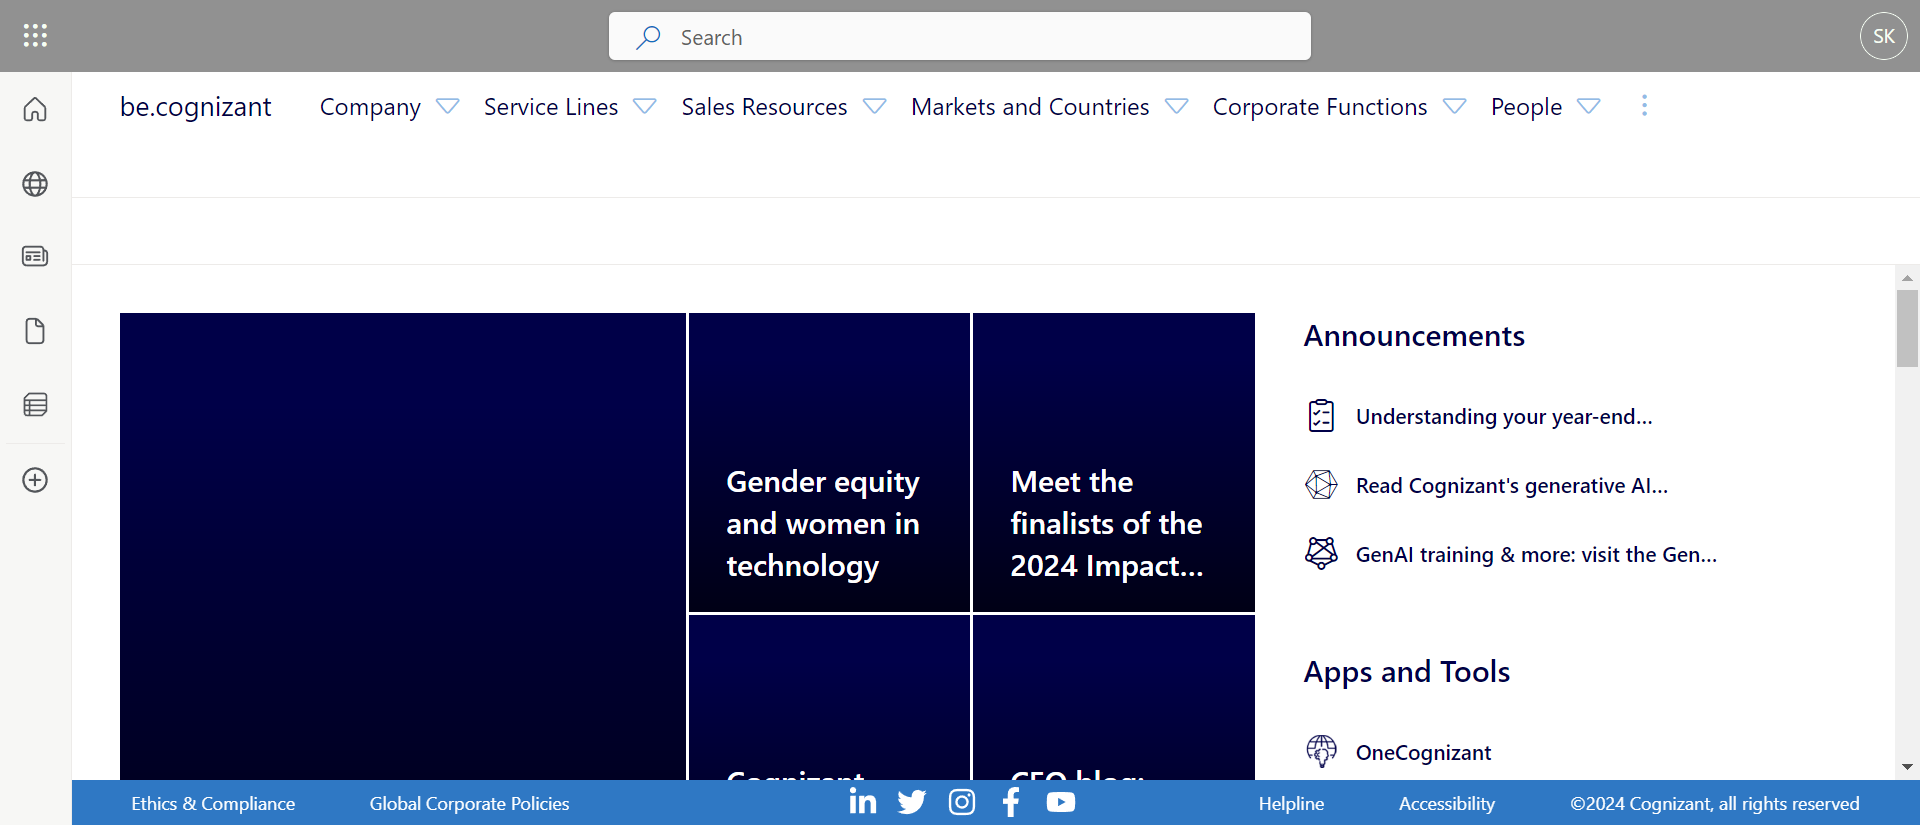 Search
SK
be.cognizant
Company
Service Lines
Sales Resources
Markets and Countries
Corporate Functions
People
Gender equity
and women in
technology
Meet the
finalists of the
2024 Impact...
Announcements
Understanding your year-end...
Read Cognizant's generative AI...
GenAI training & more: visit the Gen...
Apps and Tools
OneCognizant
Cognizant
CEO blog:
Ethics & Compliance
Global Corporate Policies
Helpline
Accessibility
©2024 Cognizant, all rights reserved